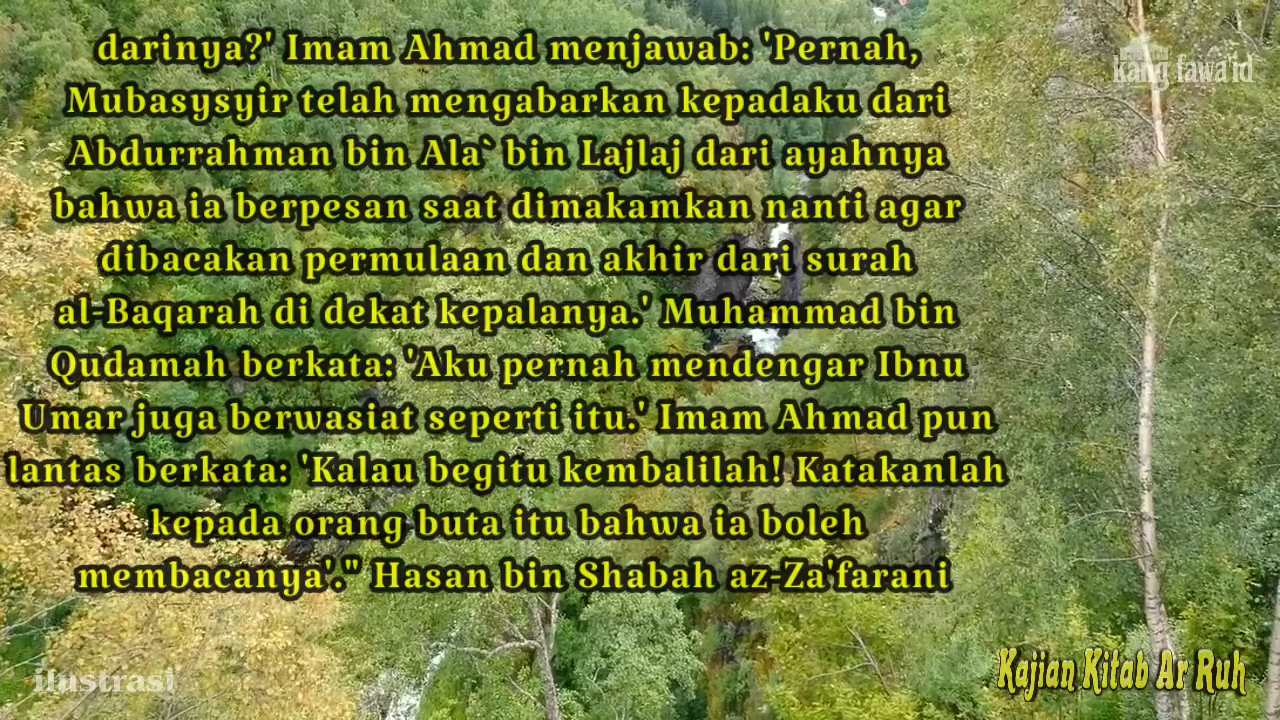 darinya?' Imam Ahmad menjawab: 'Pernah,
Mubasysyir telah mengabarkan kepadaku dari
Abdurrahman bin Ala` bin Lajlaj dari ayahnya
bahwa ia berpesan saat dimakamkan nanti agar
dibacakan permulaan dan akhir dari surah
al-Baqarah di dekat kepalanya.' Muhammad bin
Qudamah berkata: 'Aku pernah mendengar Ibnu
Umar juga berwasiat seperti itu.' Imam Ahmad pun
lantas berkata: 'Kalau begitu kembalilah! Katakanlah
kepada orang buta itu bahwa ia boleh
membacanya'." Hasan bin Shabah az-Za'farani
kang fawa'id
ilustrasi
Kajian Kitab Ar Ruh